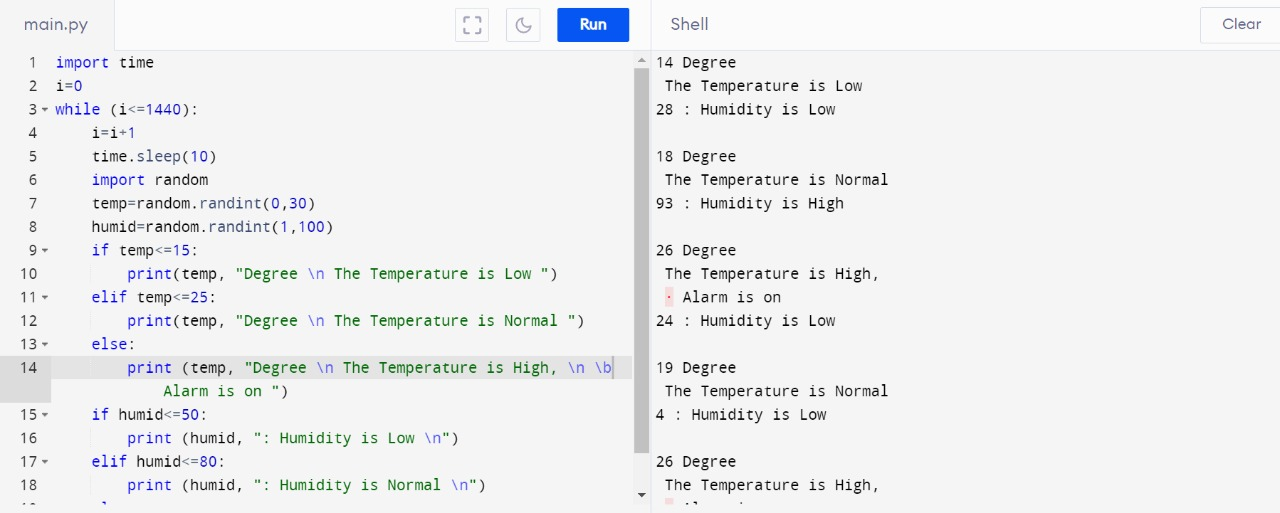 main.py
Run
Shell
Clear
1 import time
2 i=0
3 while (i<=1440):
4 i=i+1
5 time.sleep(10)
6 import random
7 temp=random.randint(0,30)
8 humid=random.randint(1,100)
9 if temp<=15:
10 print(temp, "Degree \n The Temperature is Low ")
11 elif temp<=25:
12 print(temp, "Degree \n The Temperature is Normal ")
13 else:
14 print (temp, "Degree \n The Temperature is High, \n \b
Alarm is on ")
15 if humid<=50:
16 print (humid, ": Humidity is Low \n")
17 elif humid<=80:
18 print (humid, ": Humidity is Normal \n")
14 Degree
The Temperature is Low
28 : Humidity is Low
18 Degree
The Temperature is Normal
93 : Humidity is High
26 Degree
The Temperature is High,
· Alarm is on
24 : Humidity is Low
19 Degree
The Temperature is Normal
4 : Humidity is Low
26 Degree
The Temperature is High,